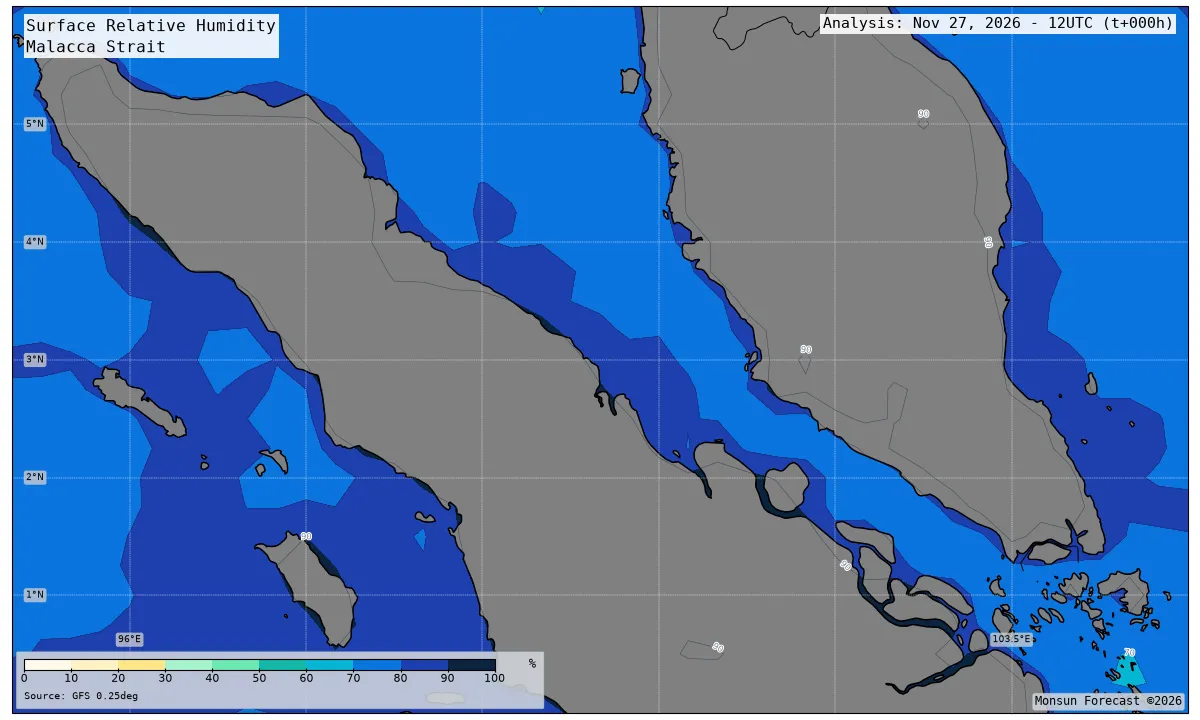 Surface Relative Humidity
Malacca Strait
Analysis: Nov 27, 2026 - 12UTC (t+000h)
90
5°N
4°N
90
3°N
90
2°N
90
90
1°N
96°E
103.5°E
90
70
%
0 10 20 30 40 50 60 70 80 90 100
Source: GFS 0.25deg
Monsun Forecast ©2026